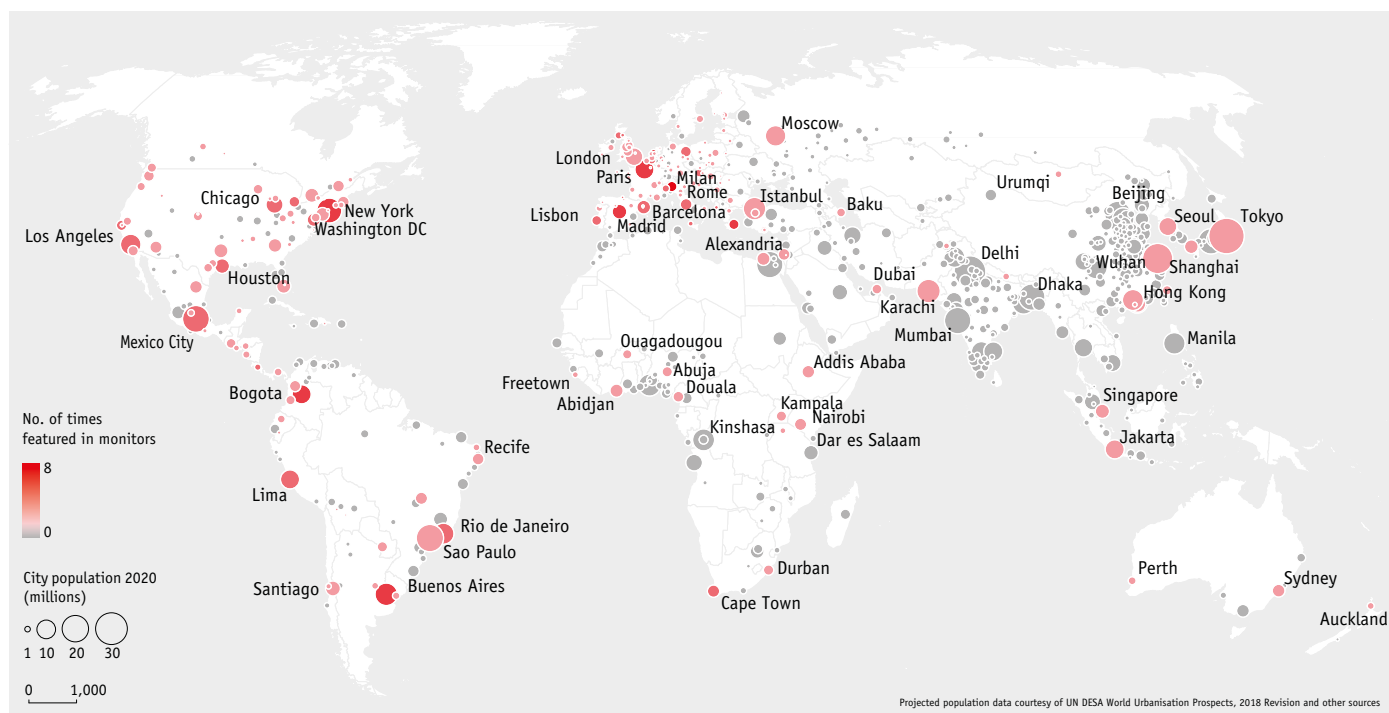 Moscow
London
Paris
Milan
Rome
Istanbul
Urumqi
Beijing
Chicago
New York
Washington DC
Lisbon
Madrid
Barcelona
Baku
Seoul
Tokyo
Los Angeles
Alexandria
Houston
Delhi
Wuhan
Shanghai
Dubai
Karachi
Dhaka
Hong Kong
Mexico City
Mumbai
Manila
Ouagadougou
Addis Ababa
Freetown
Abuja
Abidjan
Douala
Bogota
Kampala
Nairobi
Singapore
Kinshasa
Dar es Salaam
Jakarta
Recife
Lima
Rio de Janeiro
Sao Paulo
Santiago
Buenos Aires
Durban
Cape Town
Perth
Sydney
Auckland
No. of times
featured in monitors
8
0
City population 2020
(millions)
1 10 20 30
0 1,000
Projected population data courtesy of UN DESA World Urbanisation Prospects, 2018 Revision and other sources